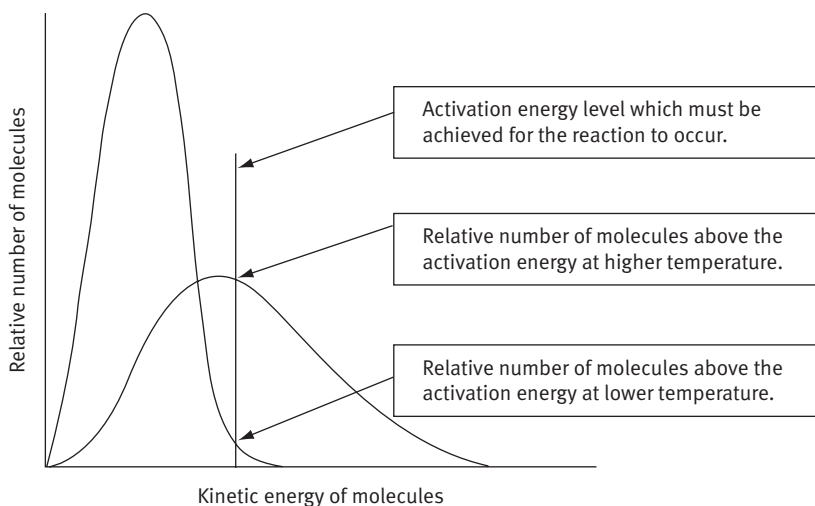 Relative number of molecules
Activation energy level which must be
achieved for the reaction to occur.
Relative number of molecules above the
activation energy at higher temperature.
Relative number of molecules above the
activation energy at lower temperature.
Kinetic energy of molecules